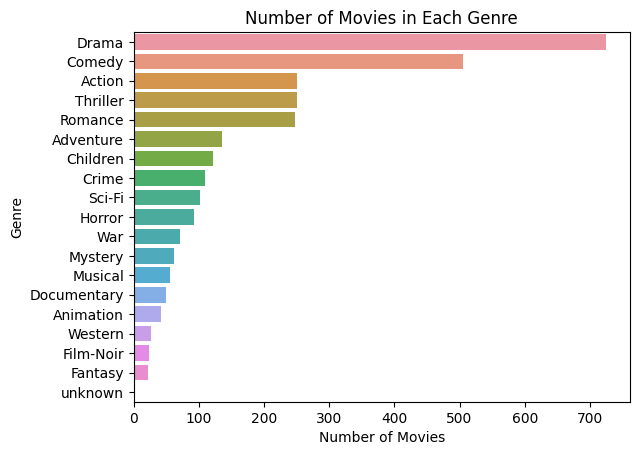 Number of Movies in Each Genre
Genre
Drama
Comedy
Action
Thriller
Romance
Adventure
Children
Crime
Sci-Fi
Horror
War
Mystery
Musical
Documentary
Animation
Western
Film-Noir
Fantasy
unknown
0 100 200 300 400 500 600 700
Number of Movies